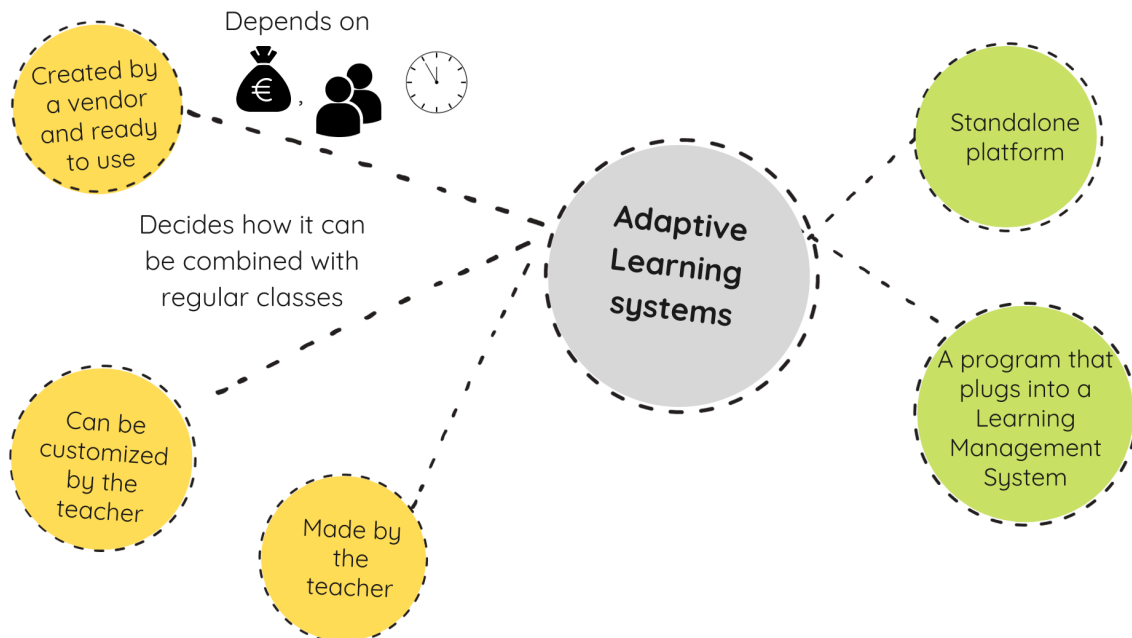 Depends on
€
,
Created by
a vendor
and ready
to use
Decides how it can
be combined with
regular classes
Can be
customized
by the
teacher
Made by
the
teacher
Adaptive
Learning
systems
Standalone
platform
A program that
plugs into a
Learning
Management
System